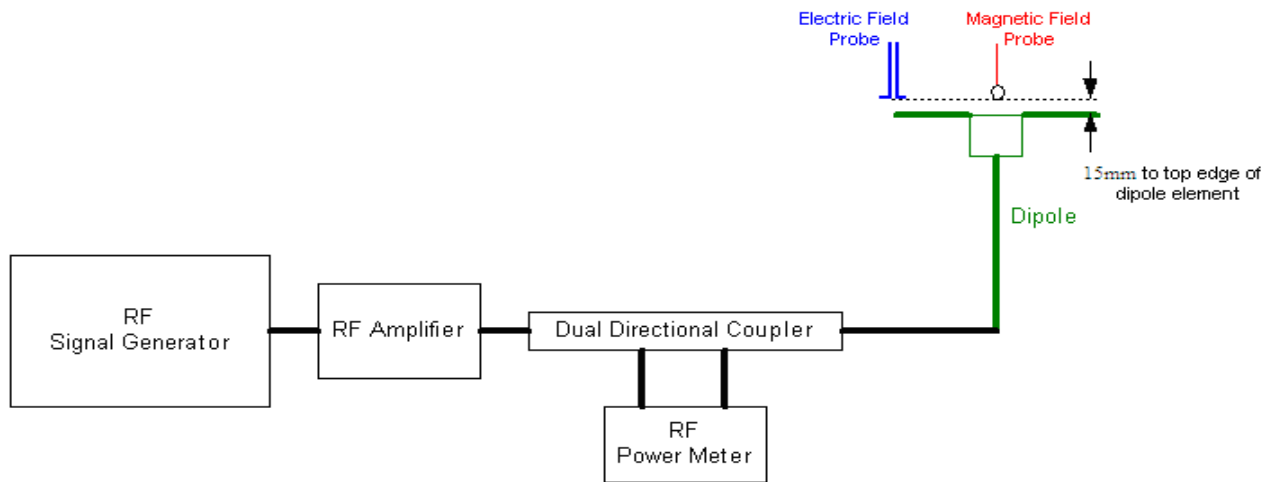 Electric Field
Probe
Magnetic Field
Probe
15mm to top edge of
dipole element
Dipole
RF
Signal Generator
RF Amplifier
Dual Directional Coupler
RF
Power Meter